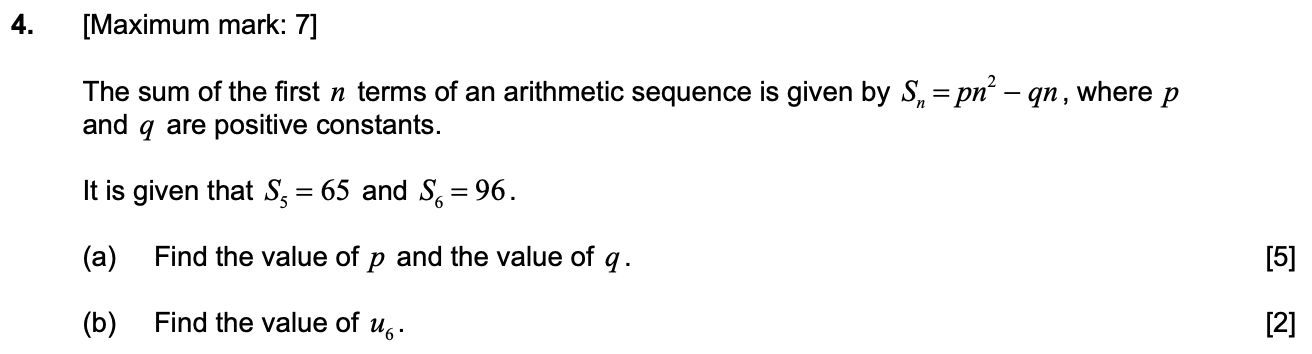 4. [Maximum mark: 7]
The sum of the first n terms of an arithmetic sequence is given by Sₙ = pn² – qn, where p
and q are positive constants.
It is given that S₅ = 65 and S₆ = 96.
(a) Find the value of p and the value of q. [5]
(b) Find the value of u₆. [2]